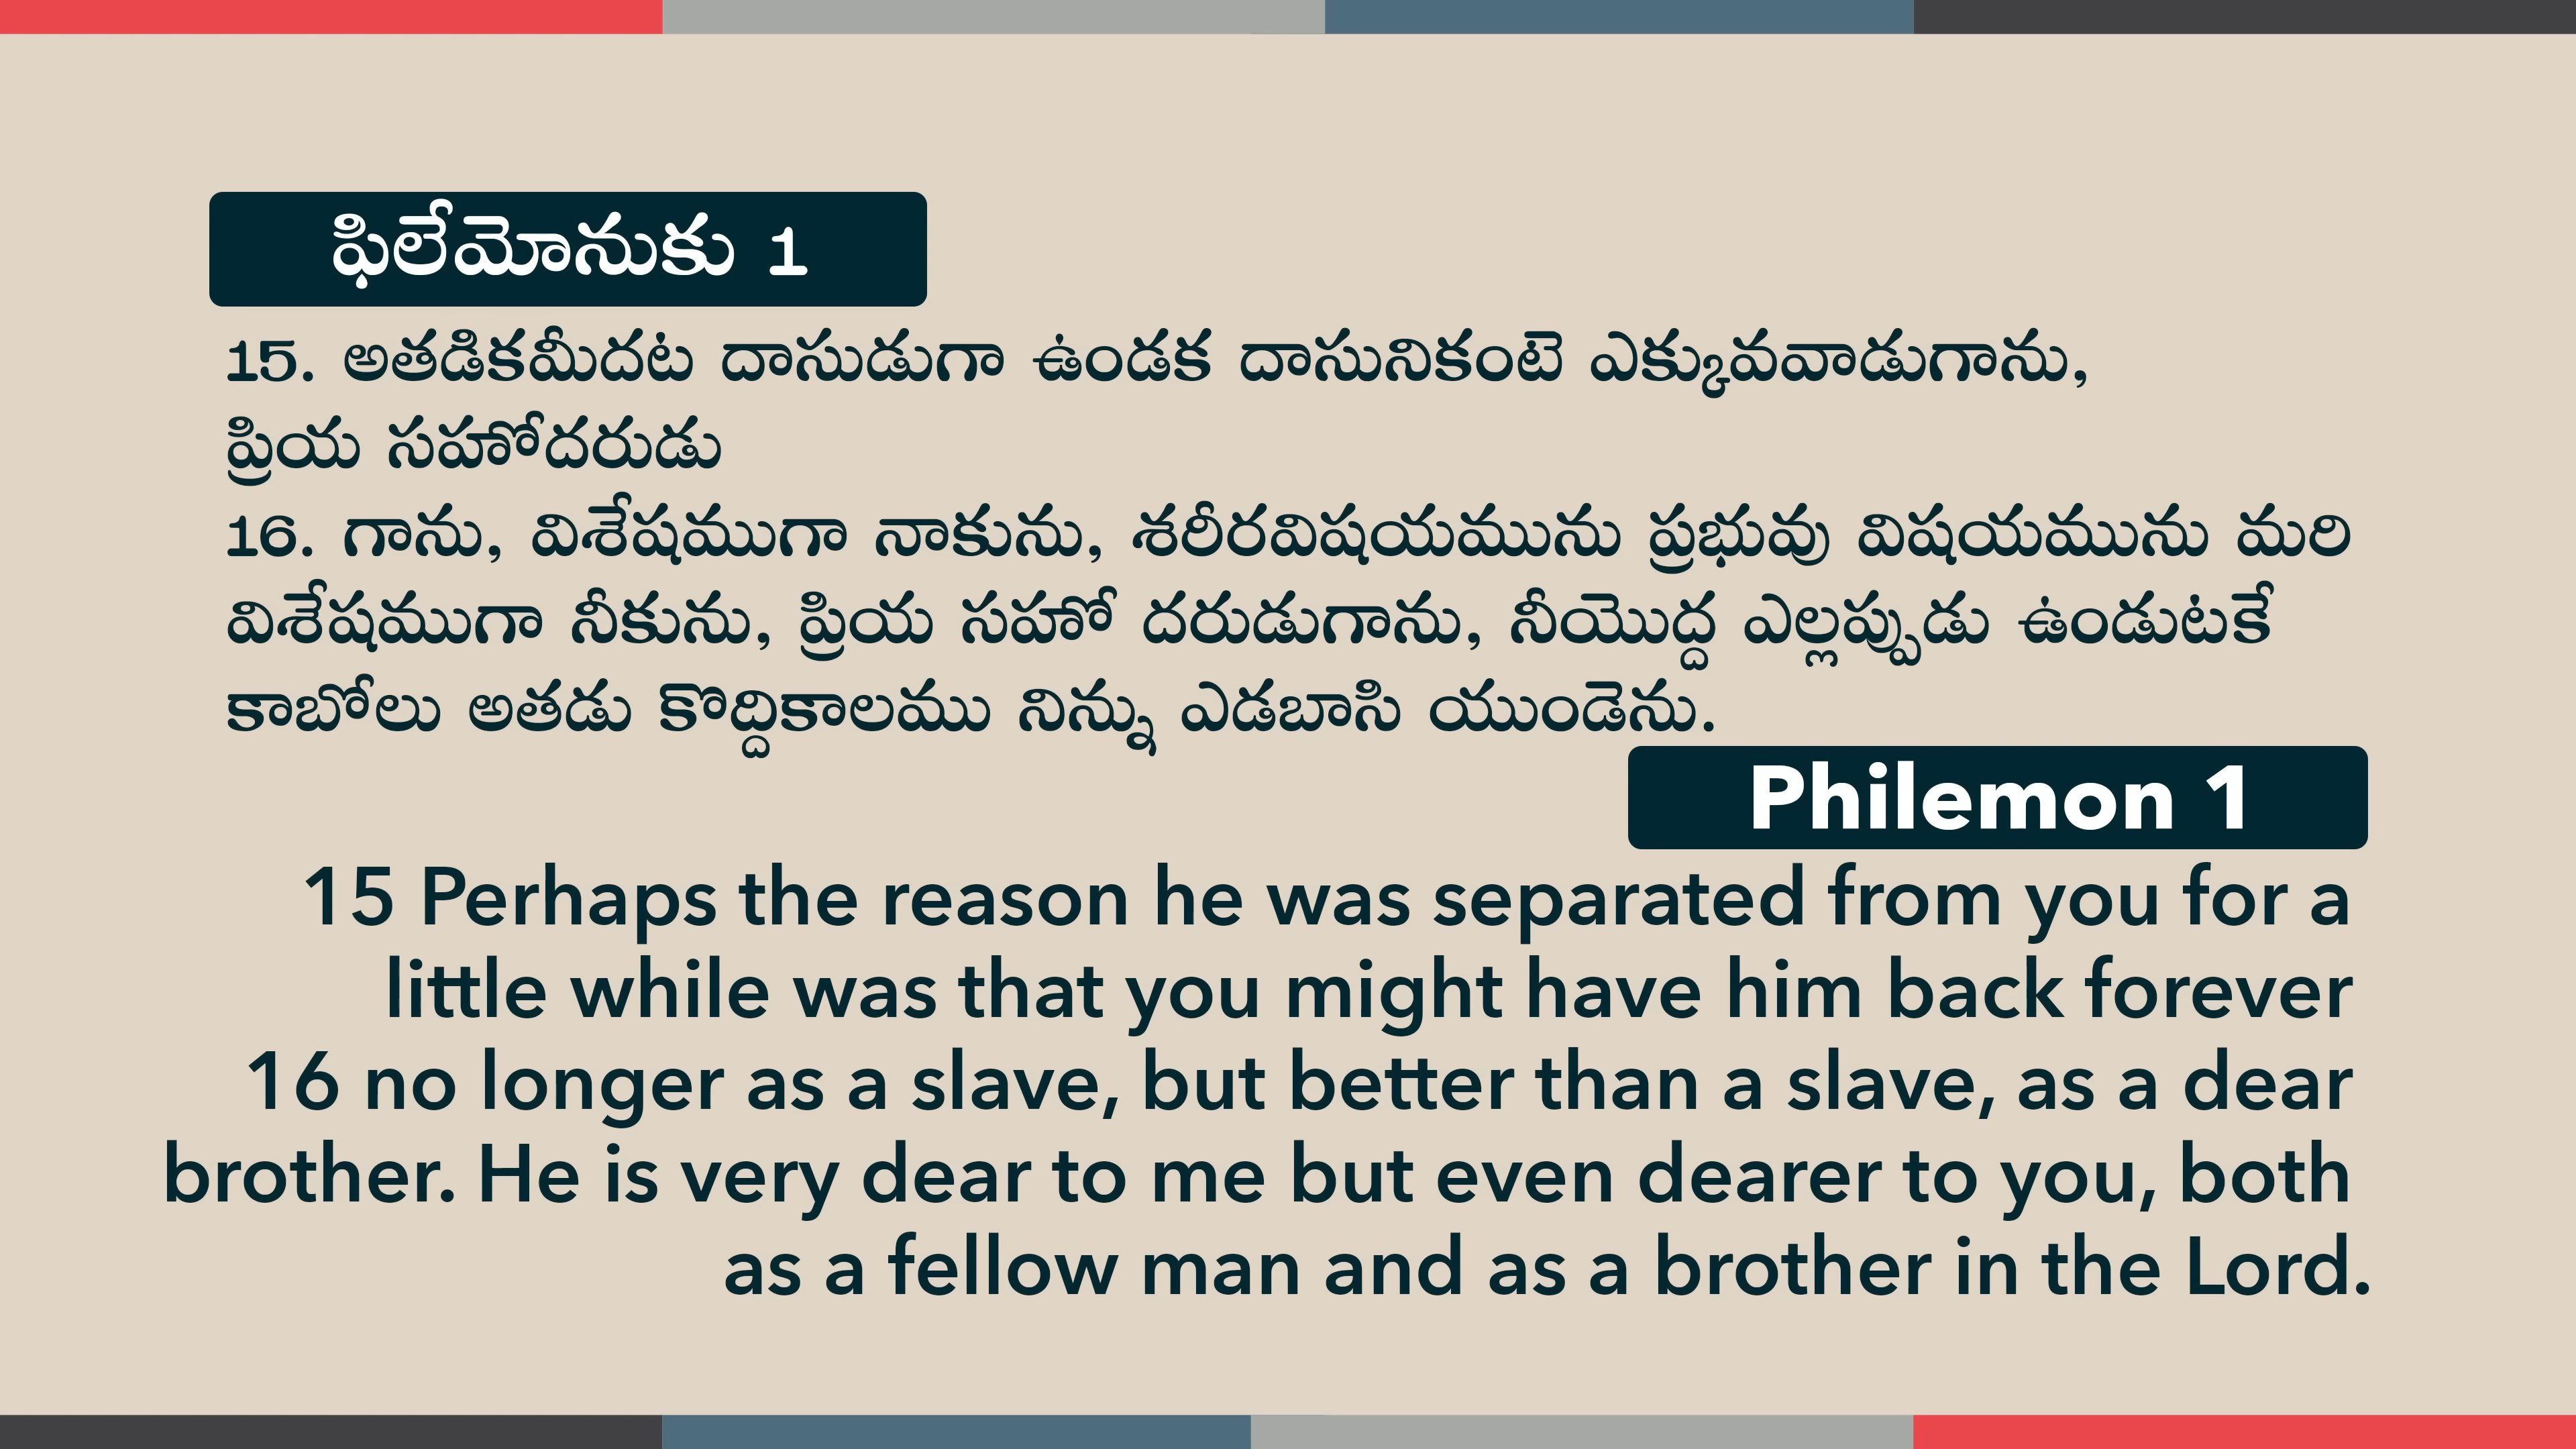 ఫిలేమోనుకు 1
15. అతడికమీదట దాసుడుగా ఉండక దాసునికంటె ఎక్కువవాడుగాను,
ప్రియ సహోదరుడు
16. గాను, విశేషముగా నాకును, శరీరవిషయమును ప్రభువు విషయమును మరి
విశేషముగా నీకును, ప్రియ సహో దరుడుగాను, నీయొద్ద ఎల్లప్పుడు ఉండుటకే
కాబోలు అతడు కొద్దికాలము నిన్ను ఎడబాసి యుండెను.
Philemon 1
15 Perhaps the reason he was separated from you for a
little while was that you might have him back forever
16 no longer as a slave, but better than a slave, as a dear
brother. He is very dear to me but even dearer to you, both
as a fellow man and as a brother in the Lord.